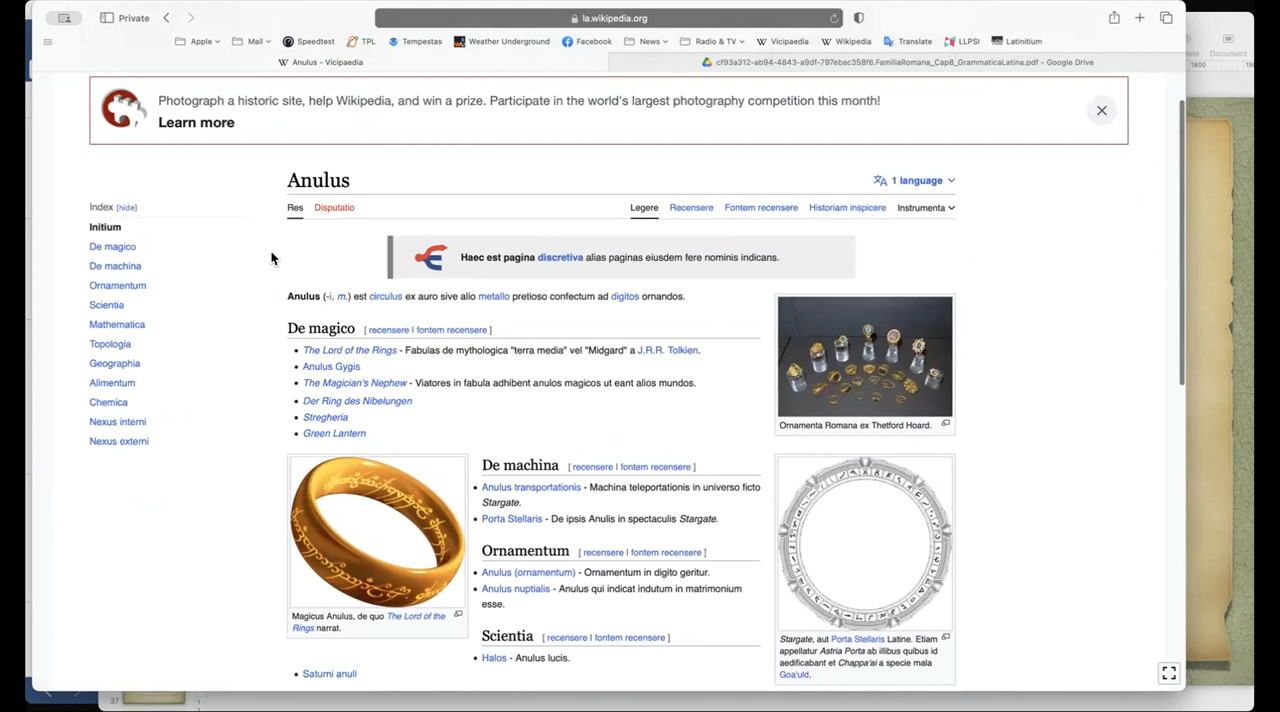 Private
la.wikipedia.org
Apple
Mail
Speedtest
TPL
Tempestas
Weather Underground
Facebook
News
Radio & TV
Vicipaedia
Wikipedia
Translate
LLPSI
Latinitium
Anulus - Vicipaedia
cf93a312-ab94-4843-a9df-797ebac358f6.FamiliaRomana_Cap8_GrammaticaLatina.pdf - Google Drive
Document
Photograph a historic site, help Wikipedia, and win a prize. Participate in the world's largest photography competition this month!
Learn more
Anulus
1 language
Index [hide]
Initium
De magico
De machina
Ornamentum
Scientia
Mathematica
Topologia
Geographia
Alimentum
Chemica
Nexus interni
Nexus externi
Res Disputatio
Legere Recensere Fontem recensere Historiam inspicere Instrumenta
Haec est pagina discretiva alias paginas eiusdem fere nominis indicans.
Anulus (-i, m.) est circulus ex auro sive alio metallo pretioso confectum ad digitos ornandos.
De magico [ recensere | fontem recensere ]
The Lord of the Rings - Fabulas de mythologica "terra media" vel "Midgard" a J.R.R. Tolkien.
Anulus Gygis
The Magician's Nephew - Viatores in fabula adhibent anulos magicos ut eant alios mundos.
Der Ring des Nibelungen
Stregheria
Green Lantern
Ornamenta Romana ex Thetford Hoard.
Magicus Anulus, de quo The Lord of the
Rings narrat.
De machina [ recensere | fontem recensere ]
Anulus transportationis - Machina teleportationis in universo ficto
Stargate.
Porta Stellaris - De ipsis Anulis in spectaculis Stargate.
Ornamentum [ recensere | fontem recensere ]
Anulus (ornamentum) - Ornamentum in digito geritur.
Anulus nuptialis - Anulus qui indicat indutum in matrimonium
esse.
Scientia [ recensere | fontem recensere ]
Halos - Anulus lucis.
Saturni anuli
Stargate, aut Porta Stellaris Latine. Etiam
appellatur Astria Porta ab illibus quibus id
aedificabant et Chappa'ai a specie mala
Goa'uld.
37